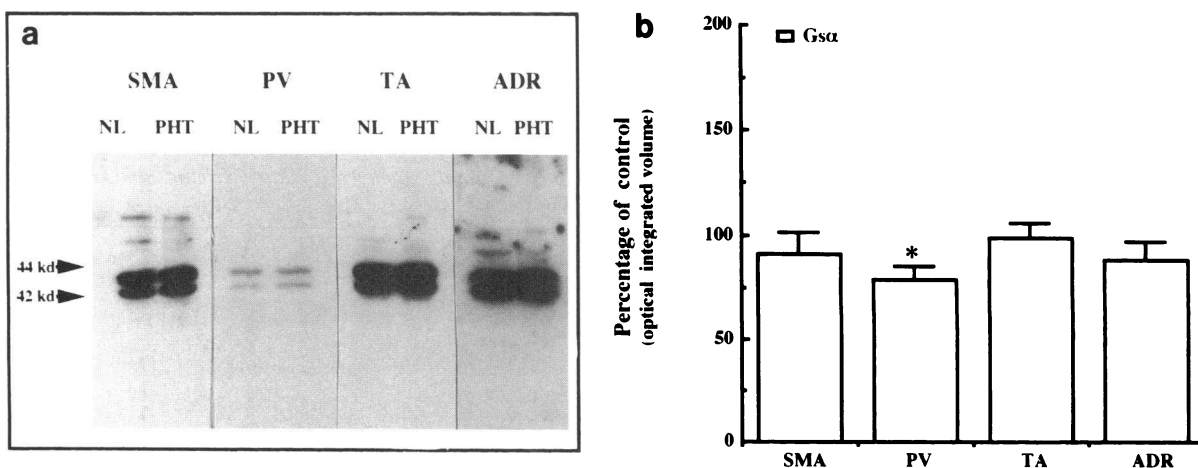 a
SMA PV TA ADR
NL PHT NL PHT NL PHT NL PHT
44 kd
42 kd
b
Gsα
Percentage of control
(optical integrated volume)
200
150
100
50
0
*
SMA PV TA ADR